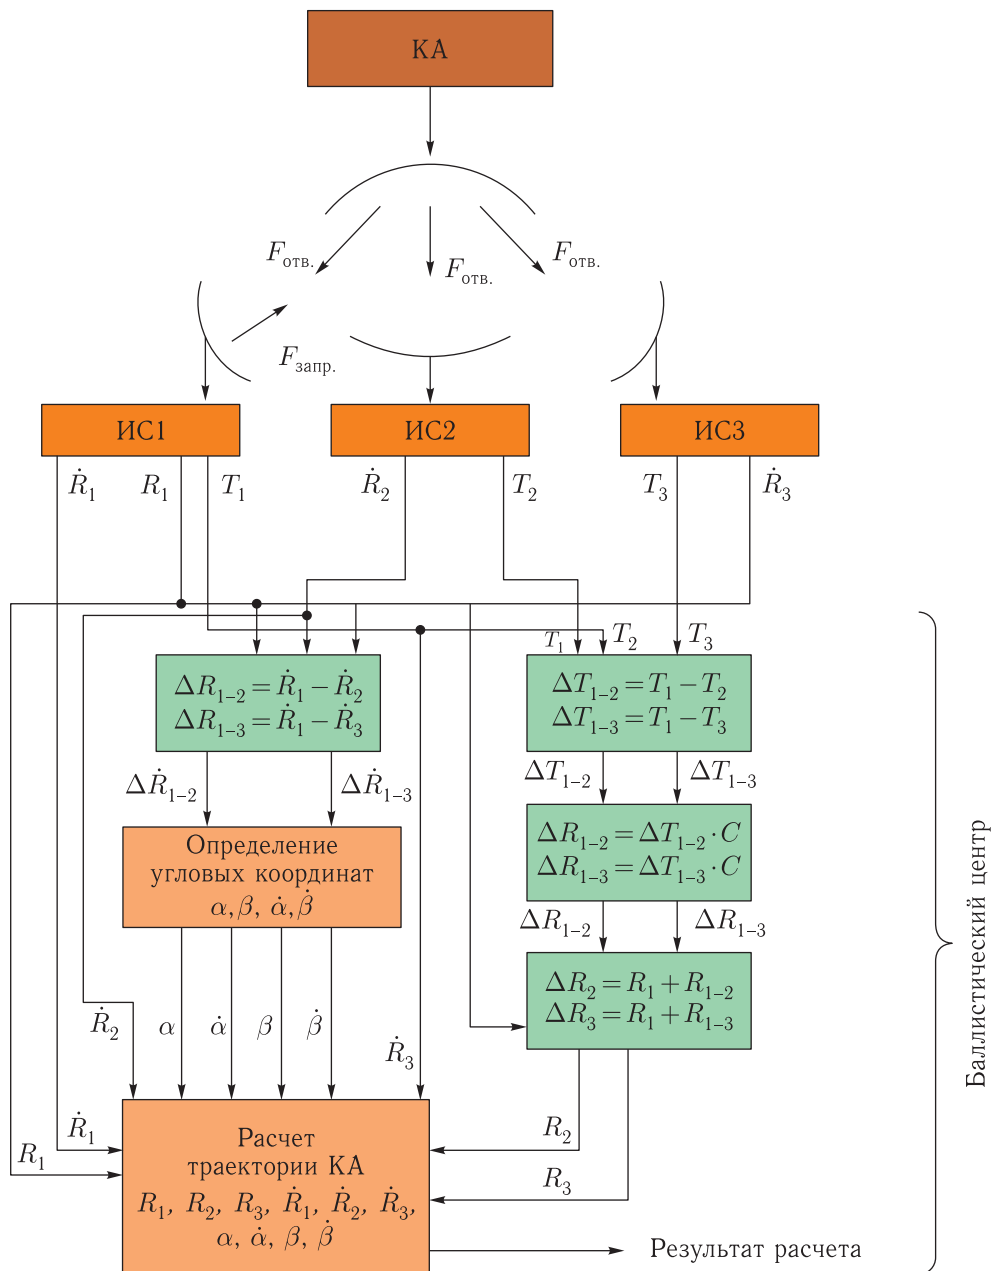 КА
F отв.
F отв.
F отв.
F запр.
ИС1
ИС2
ИС3
Ṙ₁ R₁ T₁
Ṙ₂ T₂
T₃ Ṙ₃
T₁ T₂ T₃
ΔR₁₋₂ = Ṙ₁ − Ṙ₂
ΔR₁₋₃ = Ṙ₁ − Ṙ₃
ΔT₁₋₂ = T₁ − T₂
ΔT₁₋₃ = T₁ − T₃
ΔṘ₁₋₂ ΔṘ₁₋₃
ΔT₁₋₂ ΔT₁₋₃
Определение
угловых координат
α, β, α̇, β̇
ΔR₁₋₂ = ΔT₁₋₂ · C
ΔR₁₋₃ = ΔT₁₋₃ · C
ΔR₁₋₂ ΔR₁₋₃
ΔR₂ = R₁ + R₁₋₂
ΔR₃ = R₁ + R₁₋₃
Ṙ₂ α α̇ β β̇ Ṙ₃
Ṙ₁
R₁
R₂
R₃
Расчет
траектории КА
R₁, R₂, R₃, Ṙ₁, Ṙ₂, Ṙ₃,
α, α̇, β, β̇
Результат расчета
Баллистический центр